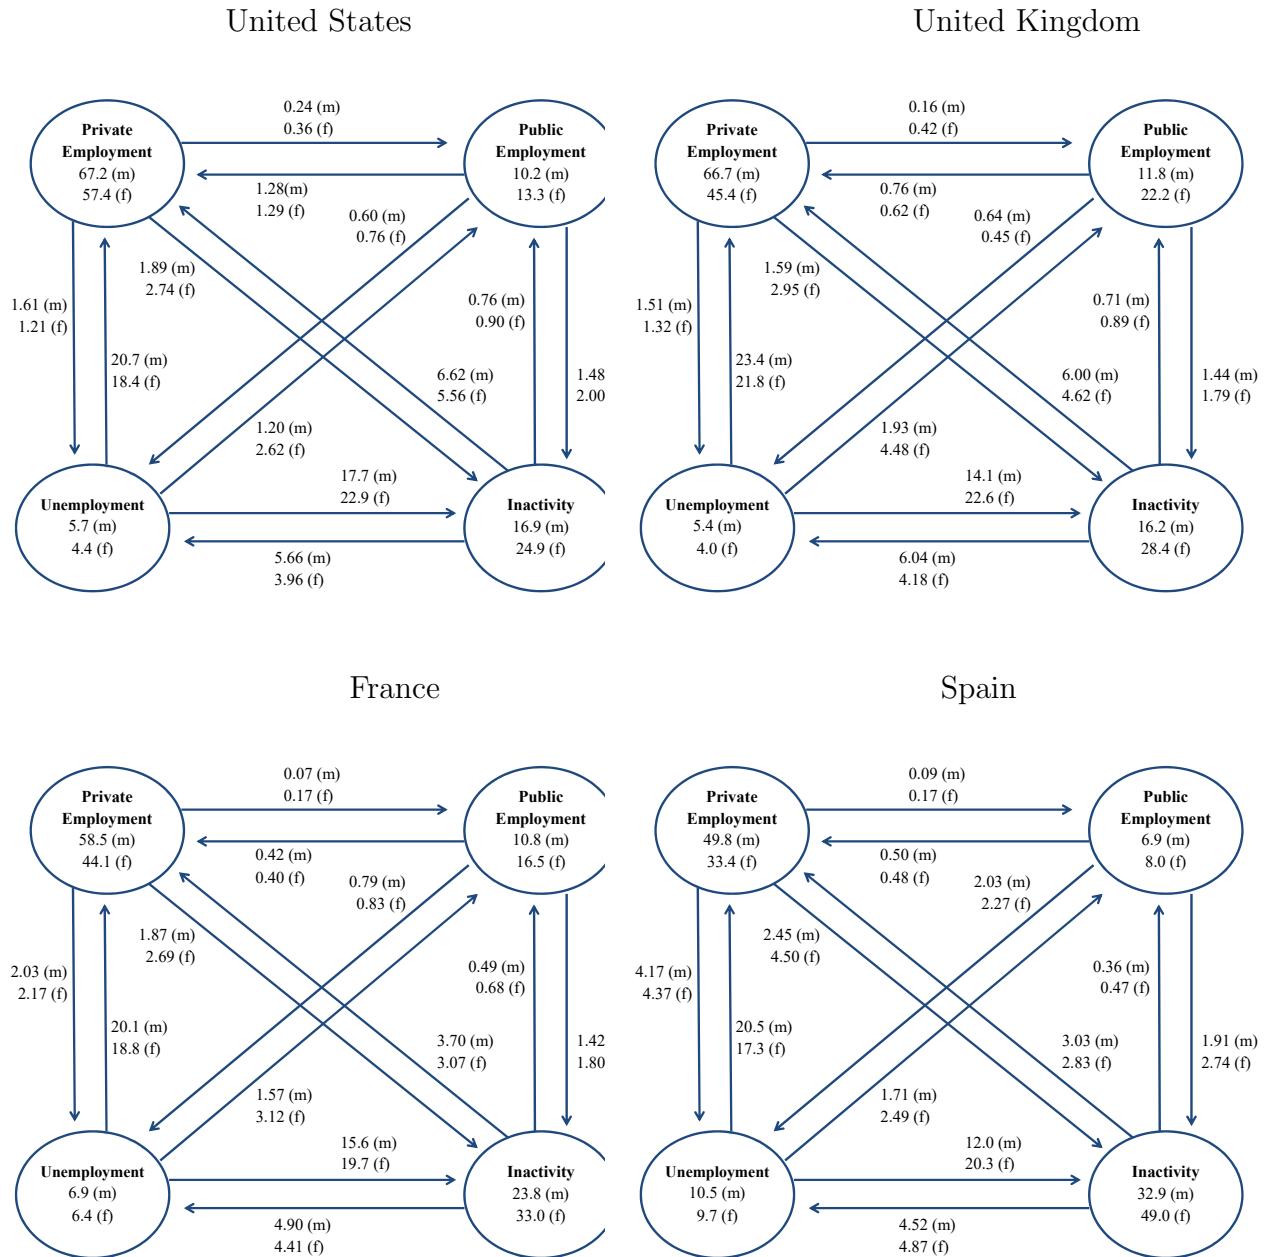 United States
United Kingdom
0.24 (m)
0.36 (f)
Private
Employment
67.2 (m)
57.4 (f)
Public
Employment
10.2 (m)
13.3 (f)
1.28(m)
1.29 (f)
0.60 (m)
0.76 (f)
1.89 (m)
2.74 (f)
1.61 (m)
1.21 (f)
0.76 (m)
0.90 (f)
20.7 (m)
18.4 (f)
6.62 (m)
5.56 (f)
1.48
2.00
1.20 (m)
2.62 (f)
17.7 (m)
22.9 (f)
Unemployment
5.7 (m)
4.4 (f)
Inactivity
16.9 (m)
24.9 (f)
5.66 (m)
3.96 (f)
0.16 (m)
0.42 (f)
Private
Employment
66.7 (m)
45.4 (f)
Public
Employment
11.8 (m)
22.2 (f)
0.76 (m)
0.62 (f)
0.64 (m)
0.45 (f)
1.59 (m)
2.95 (f)
1.51 (m)
1.32 (f)
0.71 (m)
0.89 (f)
23.4 (m)
21.8 (f)
6.00 (m)
4.62 (f)
1.44 (m)
1.79 (f)
1.93 (m)
4.48 (f)
14.1 (m)
22.6 (f)
Unemployment
5.4 (m)
4.0 (f)
Inactivity
16.2 (m)
28.4 (f)
6.04 (m)
4.18 (f)
France
Spain
0.07 (m)
0.17 (f)
Private
Employment
58.5 (m)
44.1 (f)
Public
Employment
10.8 (m)
16.5 (f)
0.42 (m)
0.40 (f)
0.79 (m)
0.83 (f)
1.87 (m)
2.69 (f)
2.03 (m)
2.17 (f)
0.49 (m)
0.68 (f)
20.1 (m)
18.8 (f)
3.70 (m)
3.07 (f)
1.42
1.80
1.57 (m)
3.12 (f)
15.6 (m)
19.7 (f)
Unemployment
6.9 (m)
6.4 (f)
Inactivity
23.8 (m)
33.0 (f)
4.90 (m)
4.41 (f)
0.09 (m)
0.17 (f)
Private
Employment
49.8 (m)
33.4 (f)
Public
Employment
6.9 (m)
8.0 (f)
0.50 (m)
0.48 (f)
2.03 (m)
2.27 (f)
2.45 (m)
4.50 (f)
4.17 (m)
4.37 (f)
0.36 (m)
0.47 (f)
20.5 (m)
17.3 (f)
3.03 (m)
2.83 (f)
1.91 (m)
2.74 (f)
1.71 (m)
2.49 (f)
12.0 (m)
20.3 (f)
Unemployment
10.5 (m)
9.7 (f)
Inactivity
32.9 (m)
49.0 (f)
4.52 (m)
4.87 (f)